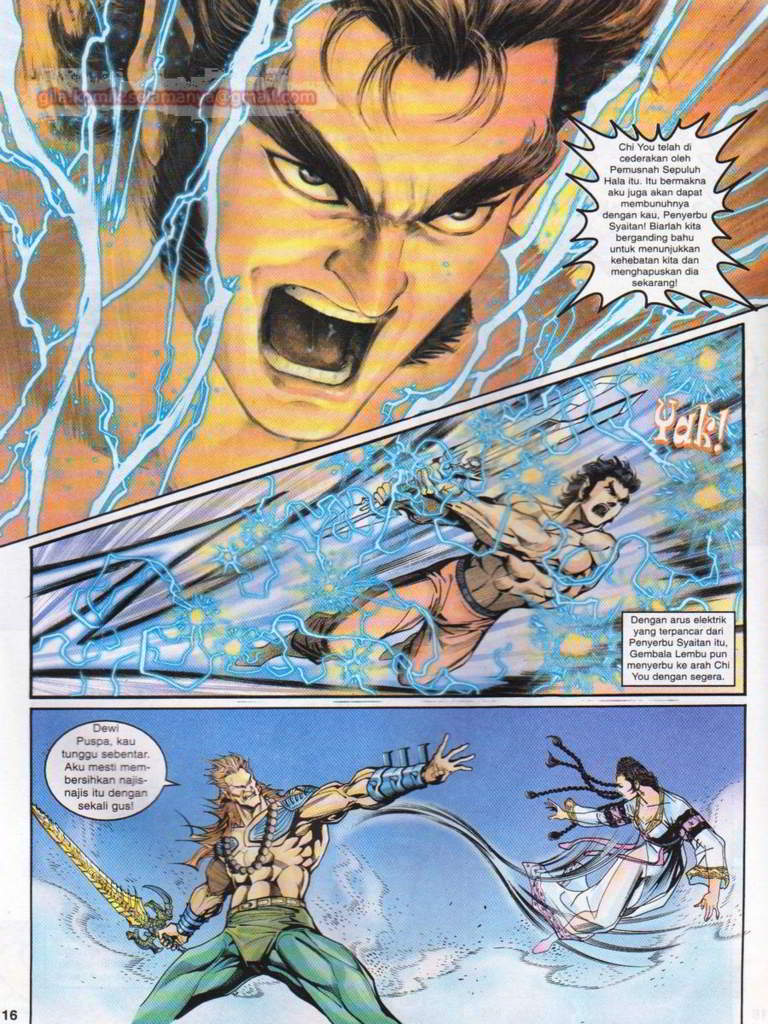 gila.komik.selamanya@gmail.com
Chi You telah di
cederakan oleh
Pemusnah Sepuluh
Hala itu. Itu bermakna
aku juga akan dapat
membunuhnya
dengan kau, Penyerbu
Syaitan! Biarlah kita
berganding bahu
untuk menunjukkan
kehebatan kita dan
menghapuskan dia
sekarang!
Yak!
Dengan arus elektrik
yang terpancar dari
Penyerbu Syaitan itu,
Gembala Lembu pun
menyerbu ke arah Chi
You dengan segera.
Dewi
Puspa, kau
tunggu sebentar.
Aku mesti mem-
bersihkan najis-
najis itu dengan
sekali gus!
16